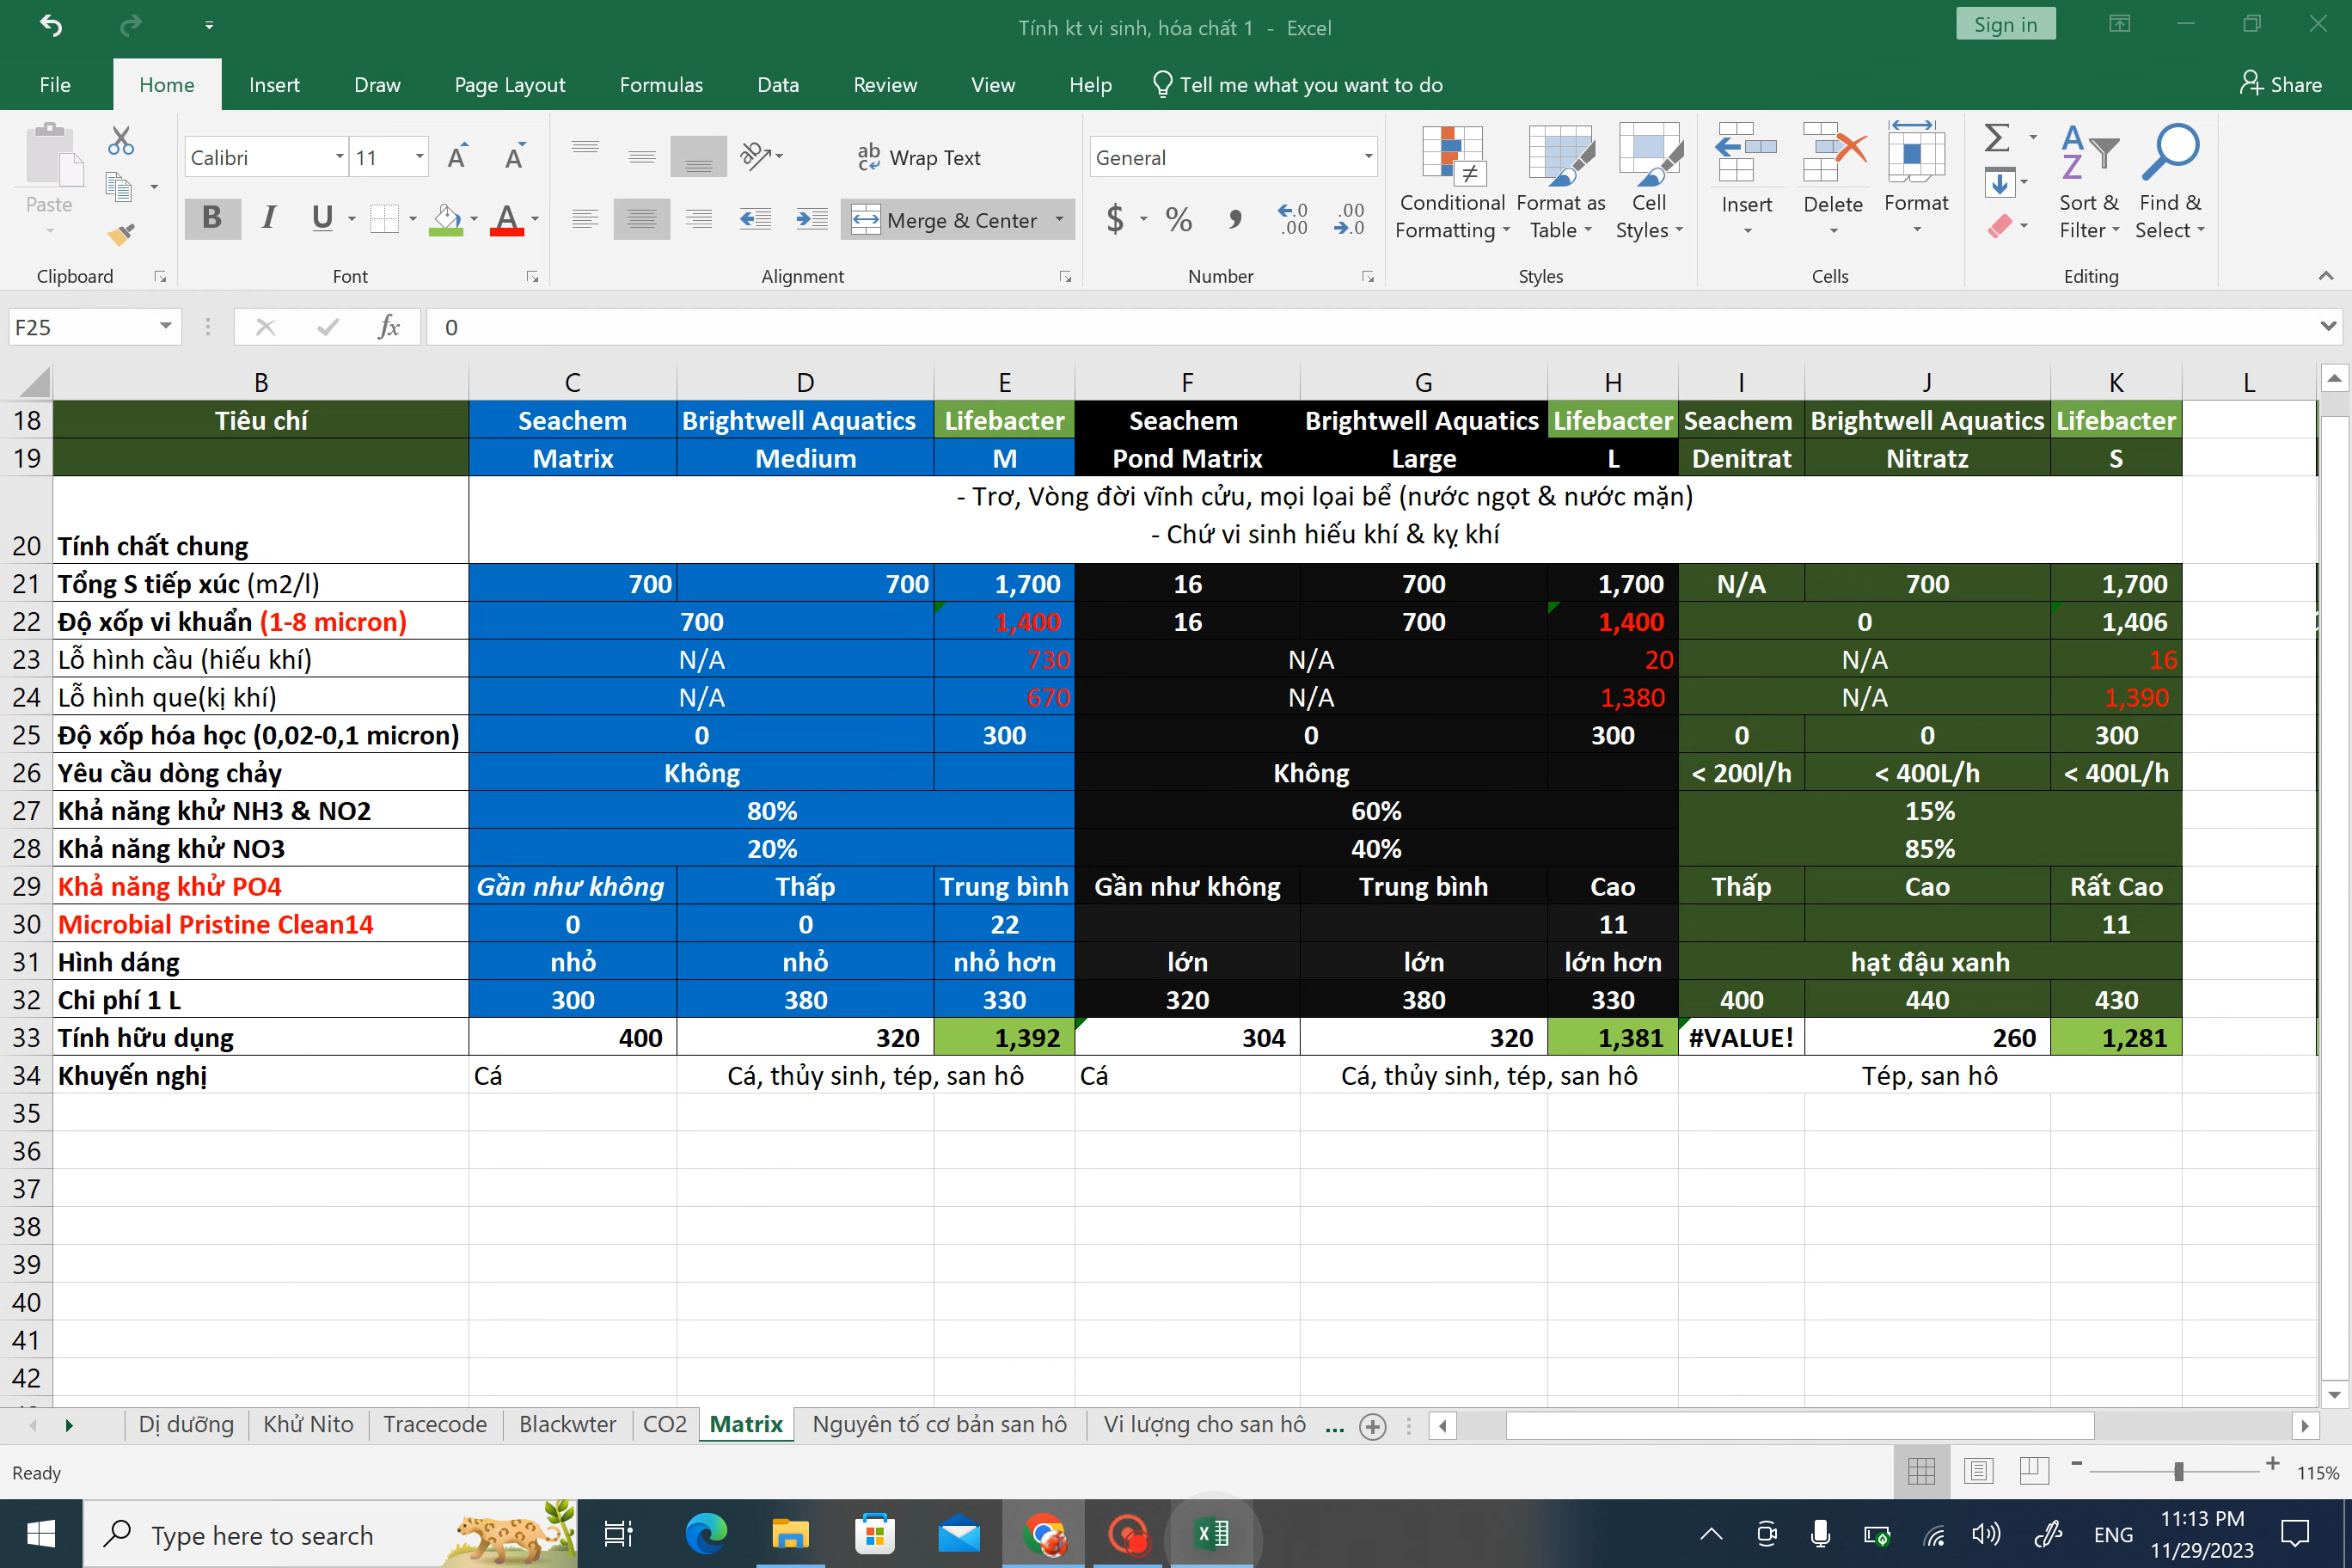 Tính kt vi sinh, hóa chất 1 - Excel
Sign in
File Home Insert Draw Page Layout Formulas Data Review View Help Tell me what you want to do Share
Paste
Calibri 11
Wrap Text
Merge & Center
General
Conditional Formatting
Format as Table
Cell Styles
Insert Delete Format
Sort & Filter
Find & Select
Clipboard Font Alignment Number Styles Cells Editing
F25 fx 0
B C D E F G H I J K L
18 Tiêu chí Seachem Brightwell Aquatics Lifebacter Seachem Brightwell Aquatics Lifebacter Seachem Brightwell Aquatics Lifebacter
19 Matrix Medium M Pond Matrix Large L Denitrat Nitratz S
- Trơ, Vòng đời vĩnh cửu, mọi lọai bể (nước ngọt & nước mặn)
- Chứ vi sinh hiếu khí & kỵ khí
20 Tính chất chung
21 Tổng S tiếp xúc (m2/l) 700 700 1,700 16 700 1,700 N/A 700 1,700
22 Độ xốp vi khuẩn (1-8 micron) 700 1,400 16 700 1,400 0 1,406
23 Lỗ hình cầu (hiếu khí) N/A 730 N/A 20 N/A 16
24 Lỗ hình que(kị khí) N/A 670 N/A 1,380 N/A 1,390
25 Độ xốp hóa học (0,02-0,1 micron) 0 300 0 300 0 0 300
26 Yêu cầu dòng chảy Không Không < 200l/h < 400L/h < 400L/h
27 Khả năng khử NH3 & NO2 80% 60% 15%
28 Khả năng khử NO3 20% 40% 85%
29 Khả năng khử PO4 Gần như không Thấp Trung bình Gần như không Trung bình Cao Thấp Cao Rất Cao
30 Microbial Pristine Clean14 0 0 22 11 11
31 Hình dáng nhỏ nhỏ nhỏ hơn lớn lớn lớn hơn hạt đậu xanh
32 Chi phí 1 L 300 380 330 320 380 330 400 440 430
33 Tính hữu dụng 400 320 1,392 304 320 1,381 #VALUE! 260 1,281
34 Khuyến nghị Cá Cá, thủy sinh, tép, san hô Cá Cá, thủy sinh, tép, san hô Tép, san hô
35
36
37
38
39
40
41
42
Dị dưỡng Khử Nito Tracecode Blackwter CO2 Matrix Nguyên tố cơ bản san hô Vi lượng cho san hô ...
Ready 115%
Type here to search
ENG
11:13 PM
11/29/2023